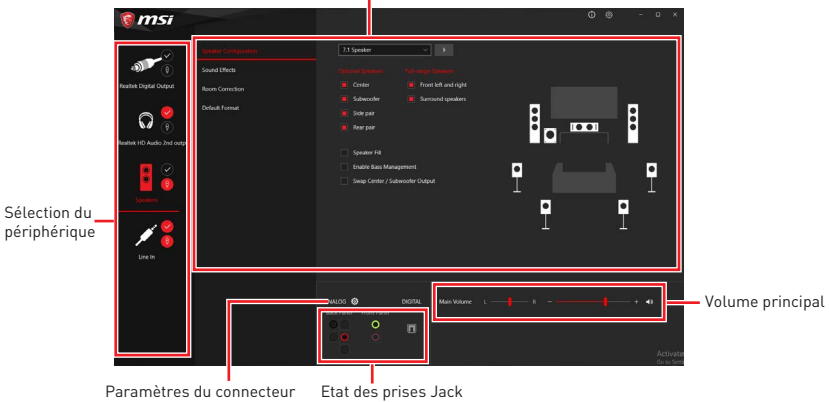 msi
Sélection du
périphérique
Realtek Digital Output
Realtek HD Audio 2nd outp
Speakers
Line In
Speaker Configuration
Sound Effects
Room Correction
Default Format
7.1 Speaker
Optional Speakers
Full-range Speakers
Center
Front left and right
Subwoofer
Surround speakers
Side pair
Rear pair
Speaker Fill
Enable Bass Management
Swap Center / Subwoofer Output
ANALOG
DIGITAL
Back Panel
Front Panel
Main Volume
L
R
Volume principal
Activate
Go to
Paramètres du connecteur
Etat des prises Jack